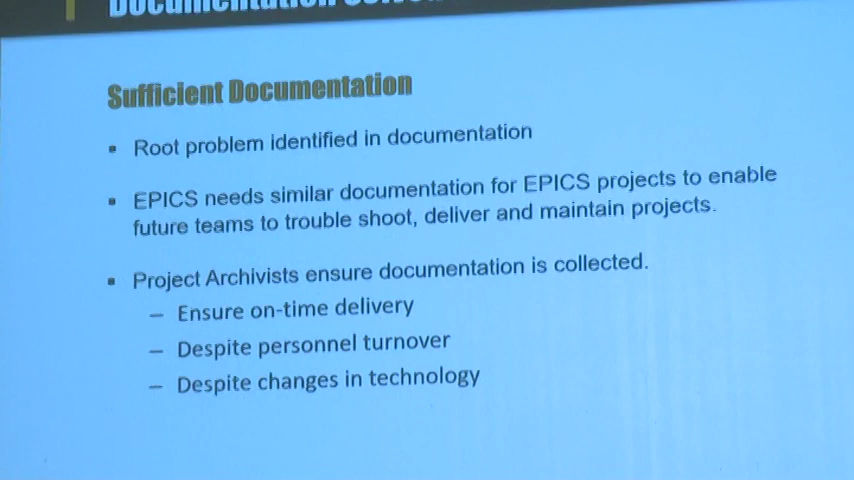 Documentation
Sufficient Documentation
▪ Root problem identified in documentation
▪ EPICS needs similar documentation for EPICS projects to enable
future teams to trouble shoot, deliver and maintain projects.
▪ Project Archivists ensure documentation is collected.
– Ensure on-time delivery
– Despite personnel turnover
– Despite changes in technology